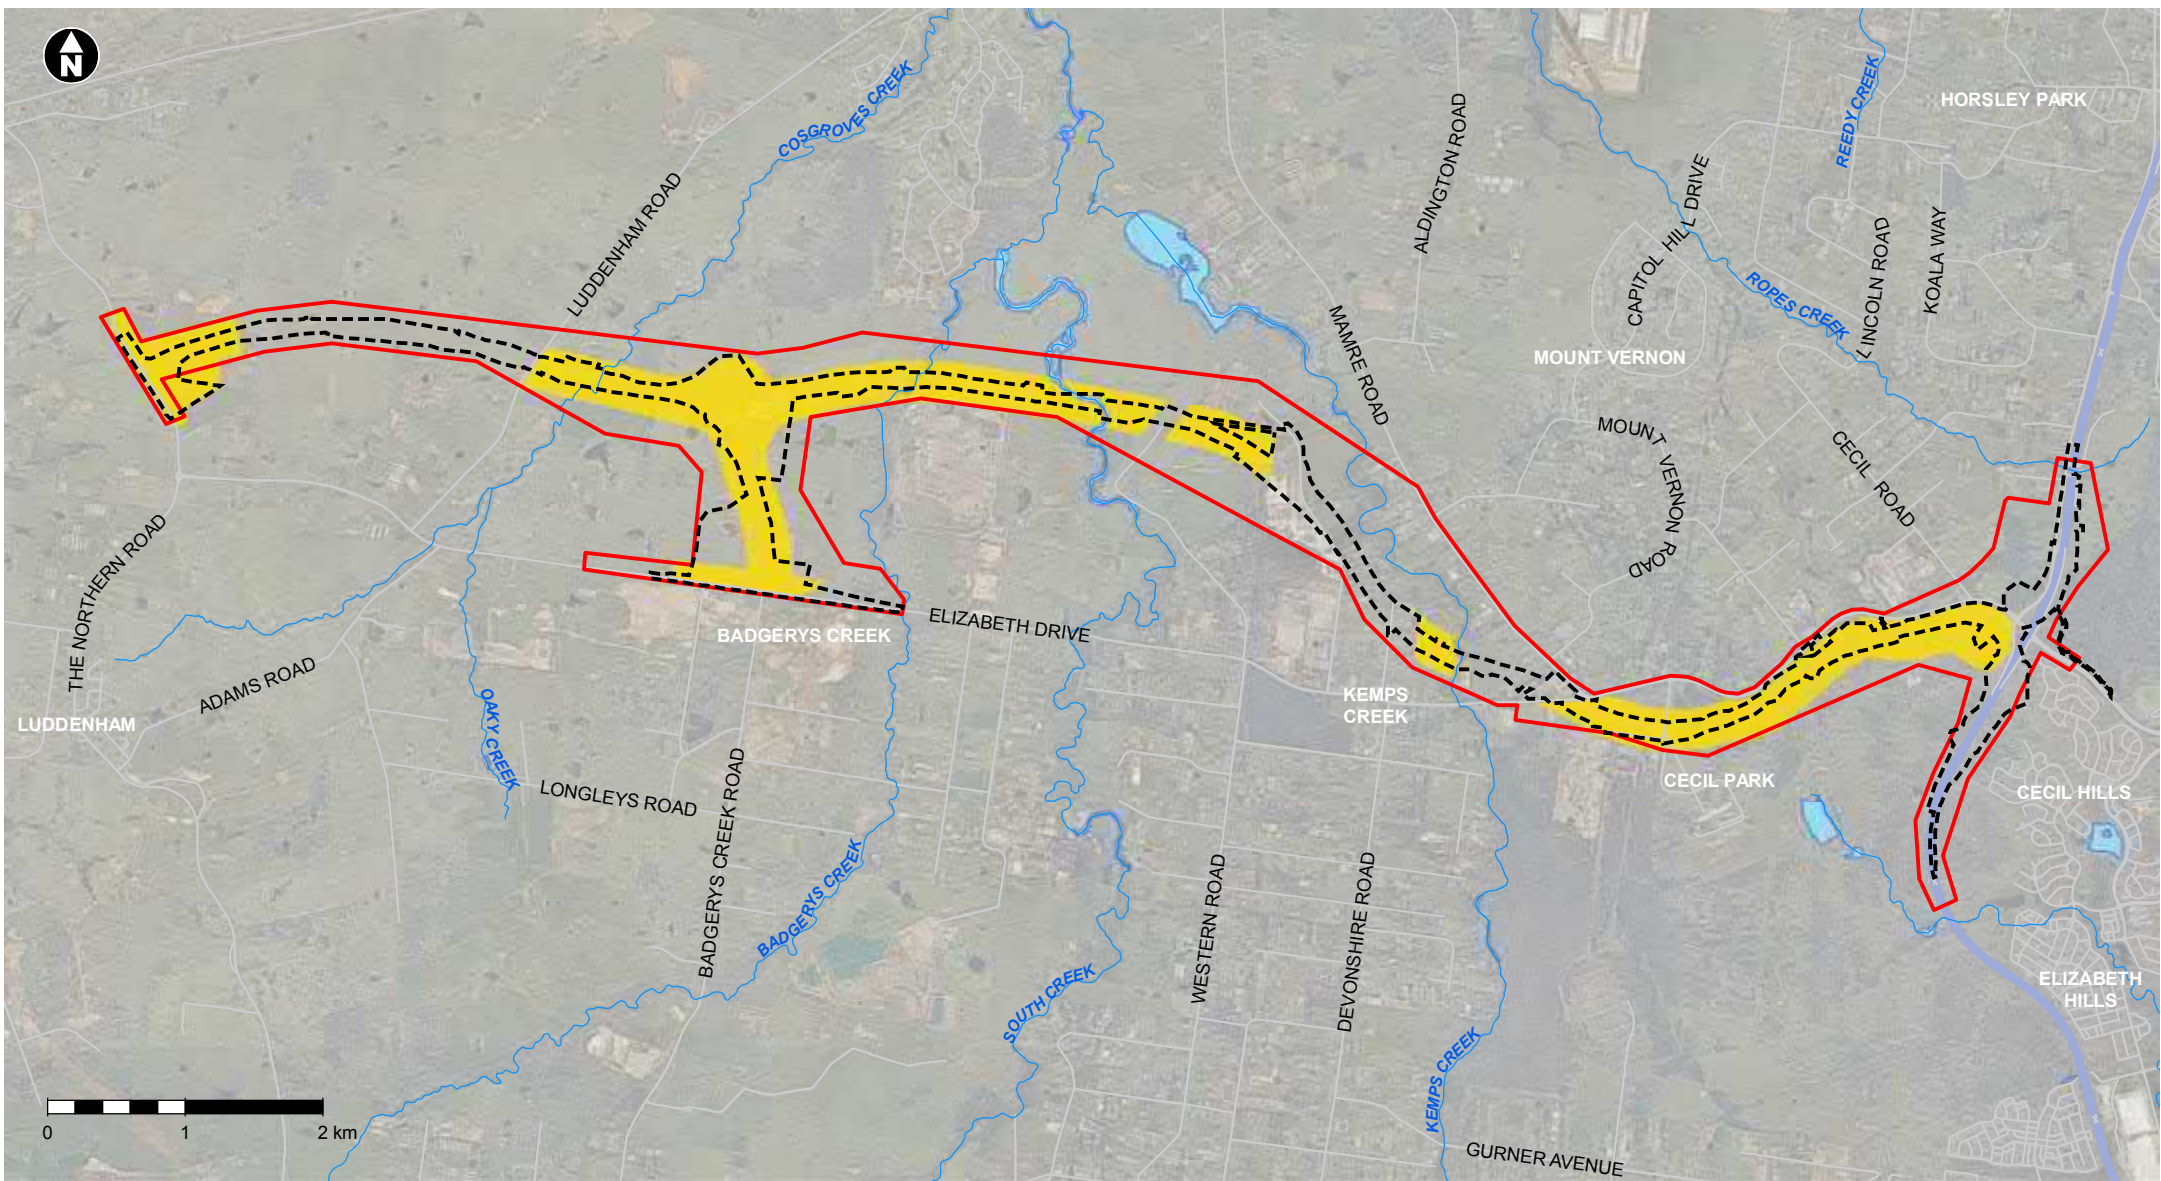 N
COSGROVES CREEK
REEDY CREEK
HORSLEY PARK
ALDINGTON ROAD
LUDDENHAM ROAD
CAPITOL HILL DRIVE
LINCOLN ROAD
KOALA WAY
ROPES CREEK
MAMRE ROAD
MOUNT VERNON
MOUNT VERNON ROAD
CECIL ROAD
THE NORTHERN ROAD
ELIZABETH DRIVE
BADGERYS CREEK
ADAMS ROAD
LUDDENHAM
OAKY CREEK
KEMPS
CREEK
CECIL PARK
CECIL HILLS
LONGLEYS ROAD
BADGERYS CREEK ROAD
BADGERYS CREEK
WESTERN ROAD
DEVONSHIRE ROAD
SOUTH CREEK
KEMPS CREEK
ELIZABETH
HILLS
0 1 2 km
GURNER AVENUE